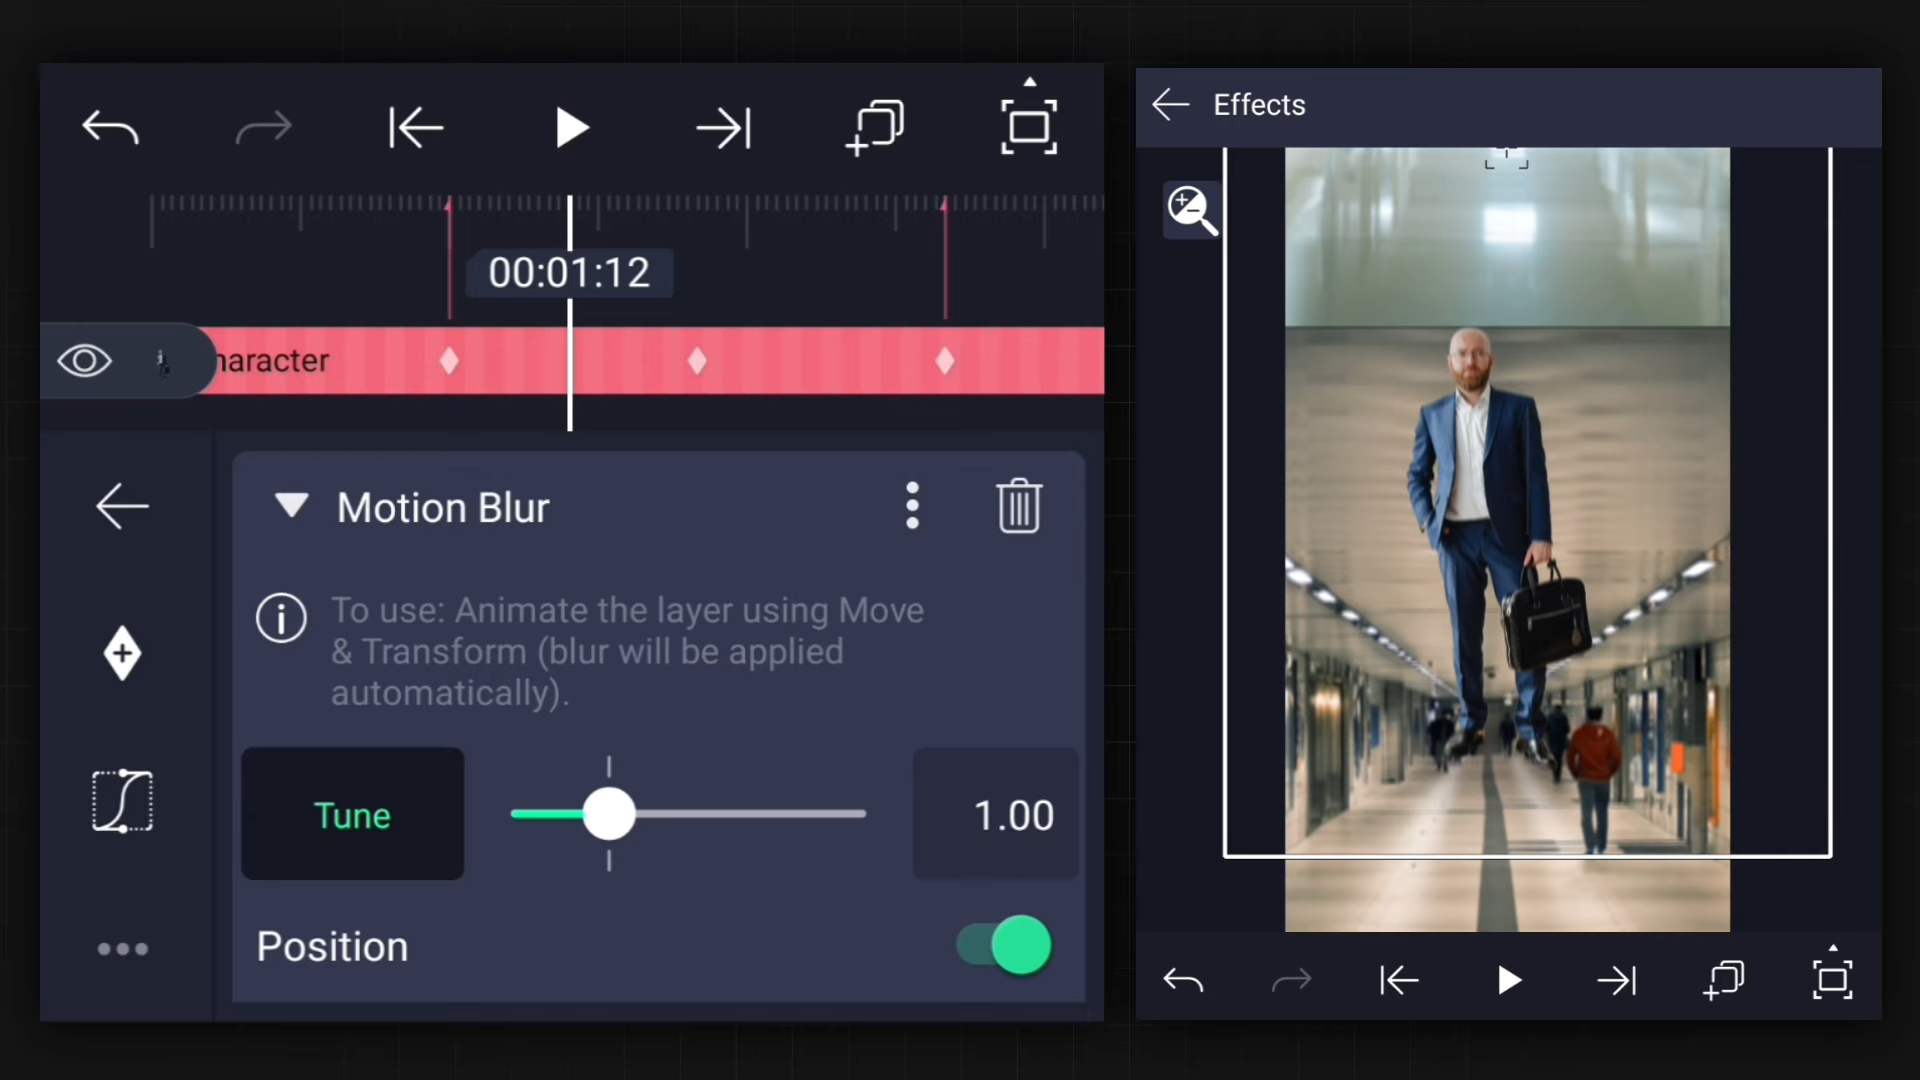 00:01:12
haracter
Motion Blur
To use: Animate the layer using Move
& Transform (blur will be applied
automatically).
Tune
1.00
Position
Effects